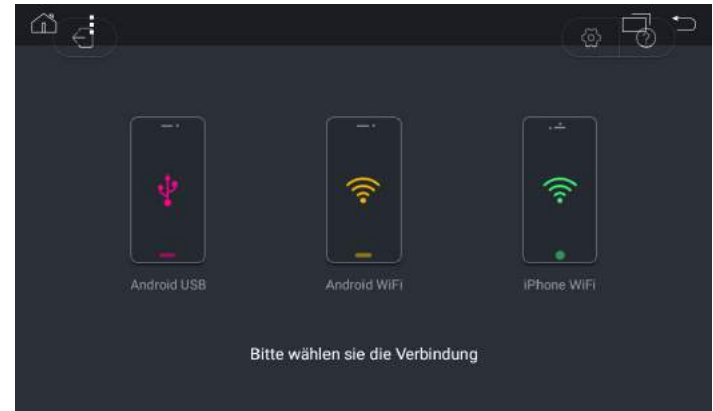 Android USB
Android WiFi
iPhone WiFi
Bitte wählen sie die Verbindung